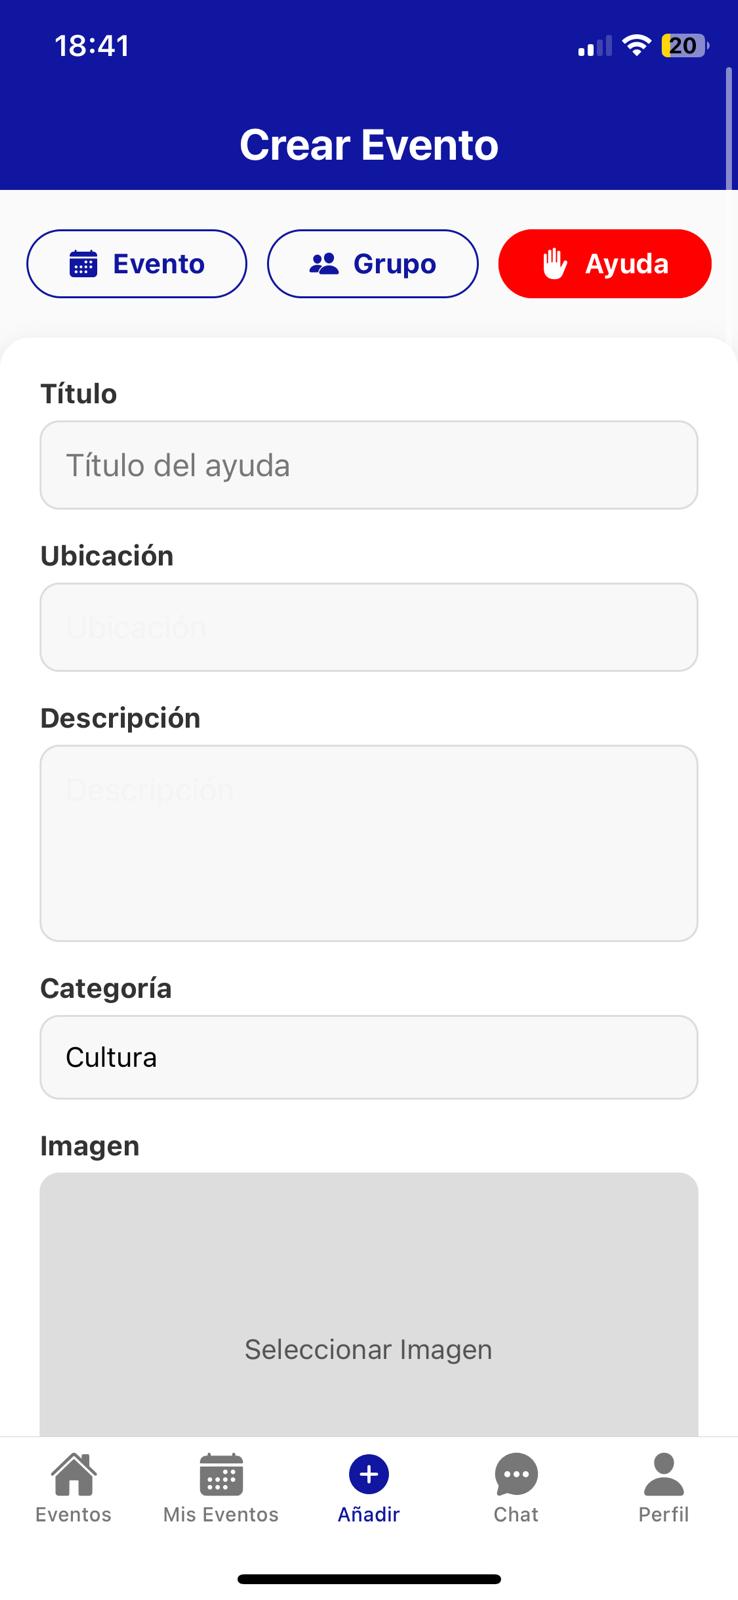 18:41
20
Crear Evento
Evento
Grupo
Ayuda
Título
Título del ayuda
Ubicación
Ubicación
Descripción
Descripción
Categoría
Cultura
Imagen
Seleccionar Imagen
Eventos
Mis Eventos
Añadir
Chat
Perfil